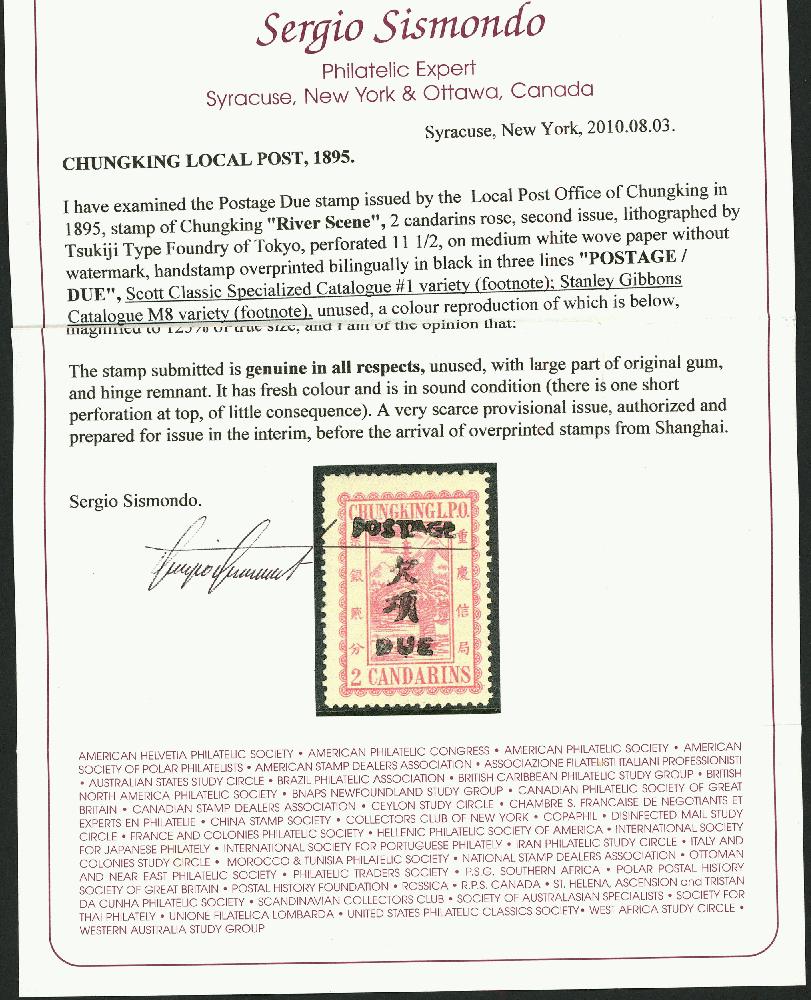 Sergio Sismondo
Philatelic Expert
Syracuse, New York & Ottawa, Canada
Syracuse, New York, 2010.08.03.
CHUNGKING LOCAL POST, 1895.
I have examined the Postage Due stamp issued by the Local Post Office of Chungking in
1895, stamp of Chungking "River Scene", 2 candarins rose, second issue, lithographed by
Tsukiji Type Foundry of Tokyo, perforated 11 1/2, on medium white wove paper without
watermark, handstamp overprinted bilingually in black in three lines "POSTAGE /
DUE", Scott Classic Specialized Catalogue #1 variety (footnote); Stanley Gibbons
Catalogue M8 variety (footnote), unused, a colour reproduction of which is below,
magnified to 125% of true size, and I am of the opinion that:
The stamp submitted is genuine in all respects, unused, with large part of original gum,
and hinge remnant. It has fresh colour and is in sound condition (there is one short
perforation at top, of little consequence). A very scarce provisional issue, authorized and
prepared for issue in the interim, before the arrival of overprinted stamps from Shanghai.
Sergio Sismondo.
CHUNGKING L.P.O.
POSTAGE
重慶信局
銀貳分
欠
項
DUE
2 CANDARINS
AMERICAN HELVETIA PHILATELIC SOCIETY • AMERICAN PHILATELIC CONGRESS • AMERICAN PHILATELIC SOCIETY • AMERICAN
SOCIETY OF POLAR PHILATELISTS • AMERICAN STAMP DEALERS ASSOCIATION • ASSOCIAZIONE FILATELISTI ITALIANI PROFESSIONISTI
• AUSTRALIAN STATES STUDY CIRCLE • BRAZIL PHILATELIC ASSOCIATION • BRITISH CARIBBEAN PHILATELIC STUDY GROUP • BRITISH
NORTH AMERICA PHILATELIC SOCIETY • BNAPS NEWFOUNDLAND STUDY GROUP • CANADIAN PHILATELIC SOCIETY OF GREAT
BRITAIN • CANADIAN STAMP DEALERS ASSOCIATION • CEYLON STUDY CIRCLE • CHAMBRE S. FRANCAISE DE NEGOTIANTS ET
EXPERTS EN PHILATELIE • CHINA STAMP SOCIETY • COLLECTORS CLUB OF NEW YORK • COPAPHIL • DISINFECTED MAIL STUDY
CIRCLE • FRANCE AND COLONIES PHILATELIC SOCIETY • HELLENIC PHILATELIC SOCIETY OF AMERICA • INTERNATIONAL SOCIETY
FOR JAPANESE PHILATELY • INTERNATIONAL SOCIETY FOR PORTUGUESE PHILATELY • IRAN PHILATELIC STUDY CIRCLE • ITALY AND
COLONIES STUDY CIRCLE • MOROCCO & TUNISIA PHILATELIC SOCIETY • NATIONAL STAMP DEALERS ASSOCIATION • OTTOMAN
AND NEAR EAST PHILATELIC SOCIETY • PHILATELIC TRADERS SOCIETY • P.S.G. SOUTHERN AFRICA • POLAR POSTAL HISTORY
SOCIETY OF GREAT BRITAIN • POSTAL HISTORY FOUNDATION • ROSSICA • R.P.S. CANADA • ST. HELENA, ASCENSION and TRISTAN
DA CUNHA PHILATELIC SOCIETY • SCANDINAVIAN COLLECTORS CLUB • SOCIETY OF AUSTRALASIAN SPECIALISTS • SOCIETY FOR
THAI PHILATELY • UNIONE FILATELICA LOMBARDA • UNITED STATES PHILATELIC CLASSICS SOCIETY • WEST AFRICA STUDY CIRCLE •
WESTERN AUSTRALIA STUDY GROUP